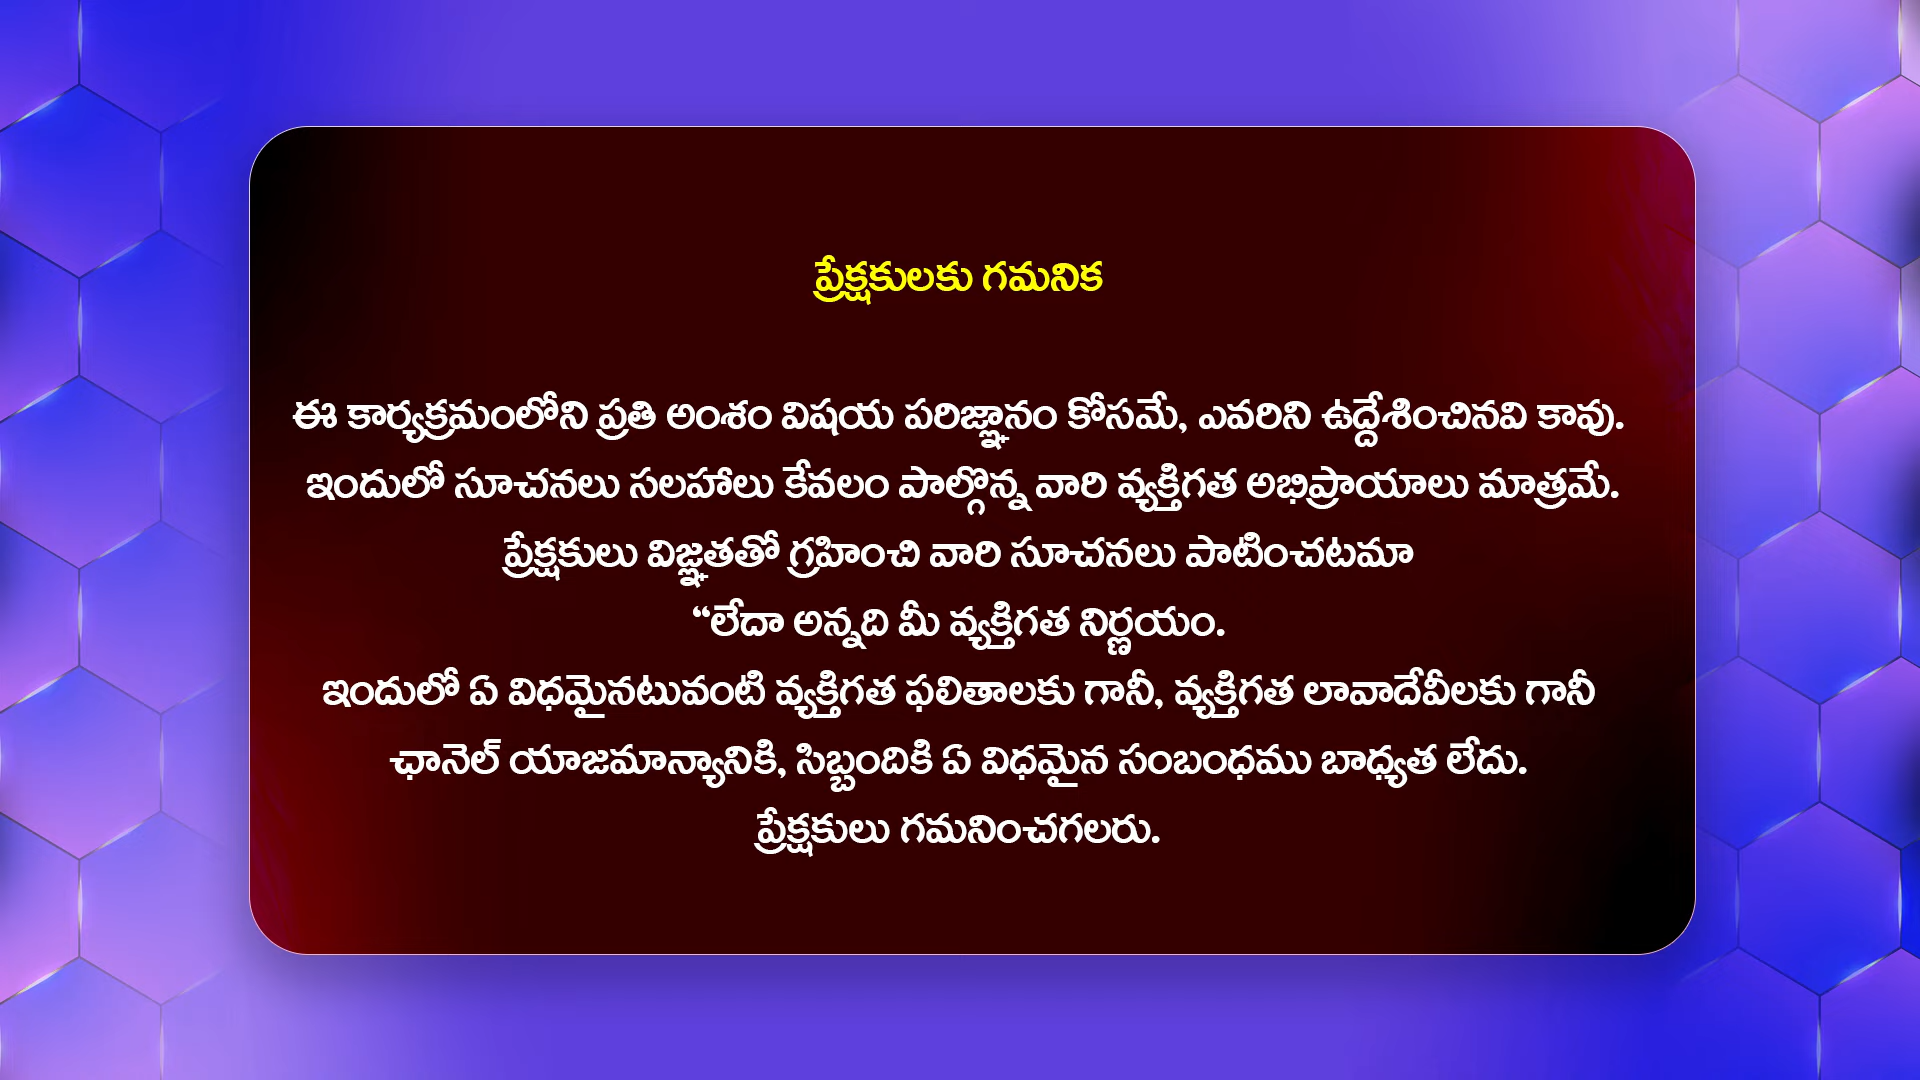 ప్రేక్షకులకు గమనిక
ఈ కార్యక్రమంలోని ప్రతి అంశం విషయ పరిజ్ఞానం కోసమే, ఎవరిని ఉద్దేశించినవి కావు.
ఇందులో సూచనలు సలహాలు కేవలం పాల్గొన్న వారి వ్యక్తిగత అభిప్రాయాలు మాత్రమే.
ప్రేక్షకులు విజ్ఞతతో గ్రహించి వారి సూచనలు పాటించటమా
“లేదా అన్నది మీ వ్యక్తిగత నిర్ణయం.
ఇందులో ఏ విధమైనటువంటి వ్యక్తిగత ఫలితాలకు గానీ, వ్యక్తిగత లావాదేవీలకు గానీ
ఛానెల్ యాజమాన్యానికి, సిబ్బందికి ఏ విధమైన సంబంధము బాధ్యత లేదు.
ప్రేక్షకులు గమనించగలరు.